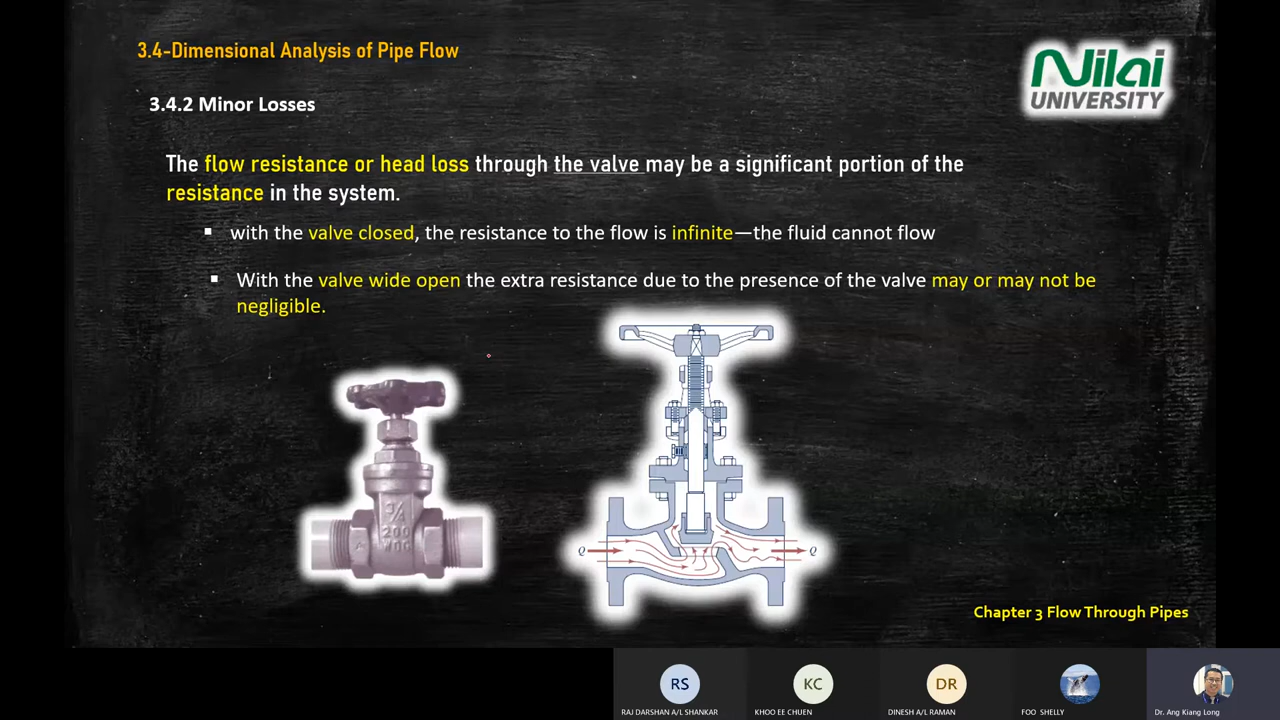 3.4-Dimensional Analysis of Pipe Flow
Nilai
UNIVERSITY
3.4.2 Minor Losses
The flow resistance or head loss through the valve may be a significant portion of the
resistance in the system.
▪ with the valve closed, the resistance to the flow is infinite—the fluid cannot flow
▪ With the valve wide open the extra resistance due to the presence of the valve may or may not be
negligible.
3/4
200
WOG
Q
Q
Chapter 3 Flow Through Pipes
RS
KC
DR
RAJ DARSHAN A/L SHANKAR
KHOO EE CHUEN
DINESH A/L RAMAN
FOO SHELLY
Dr. Ang Kiang Long